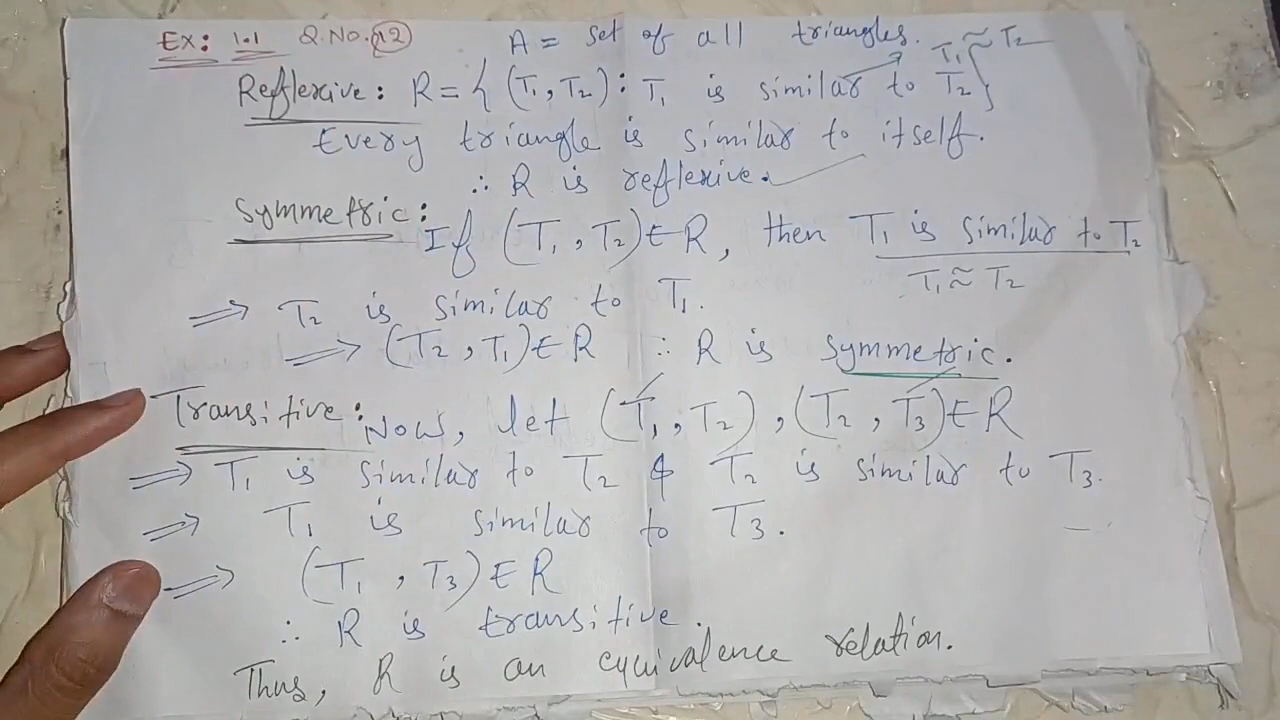 Ex: 1.1 Q.No. 12 A = set of all triangles. T₁ ≈ T₂
Reflexive: R = { (T₁, T₂) : T₁ is similar to T₂ }
Every triangle is similar to itself.
∴ R is reflexive.
Symmetric:
If (T₁, T₂) ∈ R, then T₁ is similar to T₂
T₁ ≈ T₂
⇒ T₂ is similar to T₁.
⇒ (T₂, T₁) ∈ R ∴ R is symmetric.
Transitive: Now, let (T₁, T₂), (T₂, T₃) ∈ R
⇒ T₁ is similar to T₂ & T₂ is similar to T₃.
⇒ T₁ is similar to T₃.
⇒ (T₁, T₃) ∈ R
∴ R is transitive.
Thus, R is an equivalence relation.